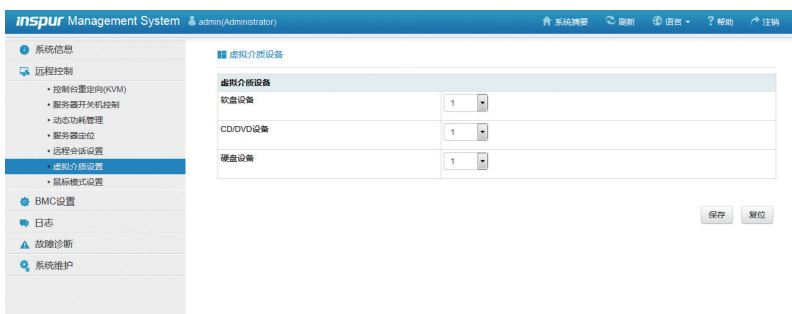 inspur Management System admin(Administrator) 系统摘要 刷新 语言 帮助 注销
系统信息
远程控制
• 控制台重定向(KVM)
• 服务器开关机控制
• 动态功耗管理
• 服务器定位
• 远程会话设置
• 虚拟介质设置
• 鼠标模式设置
BMC设置
日志
故障诊断
系统维护
虚拟介质设备
虚拟介质设备
软盘设备 1
CD/DVD设备 1
硬盘设备 1
保存 复位